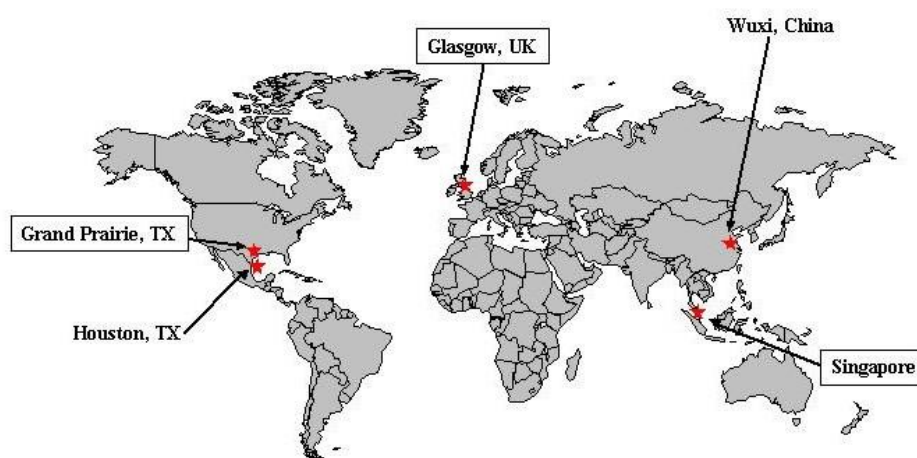 Wuxi, China
Glasgow, UK
Grand Prairie, TX
Houston, TX
Singapore